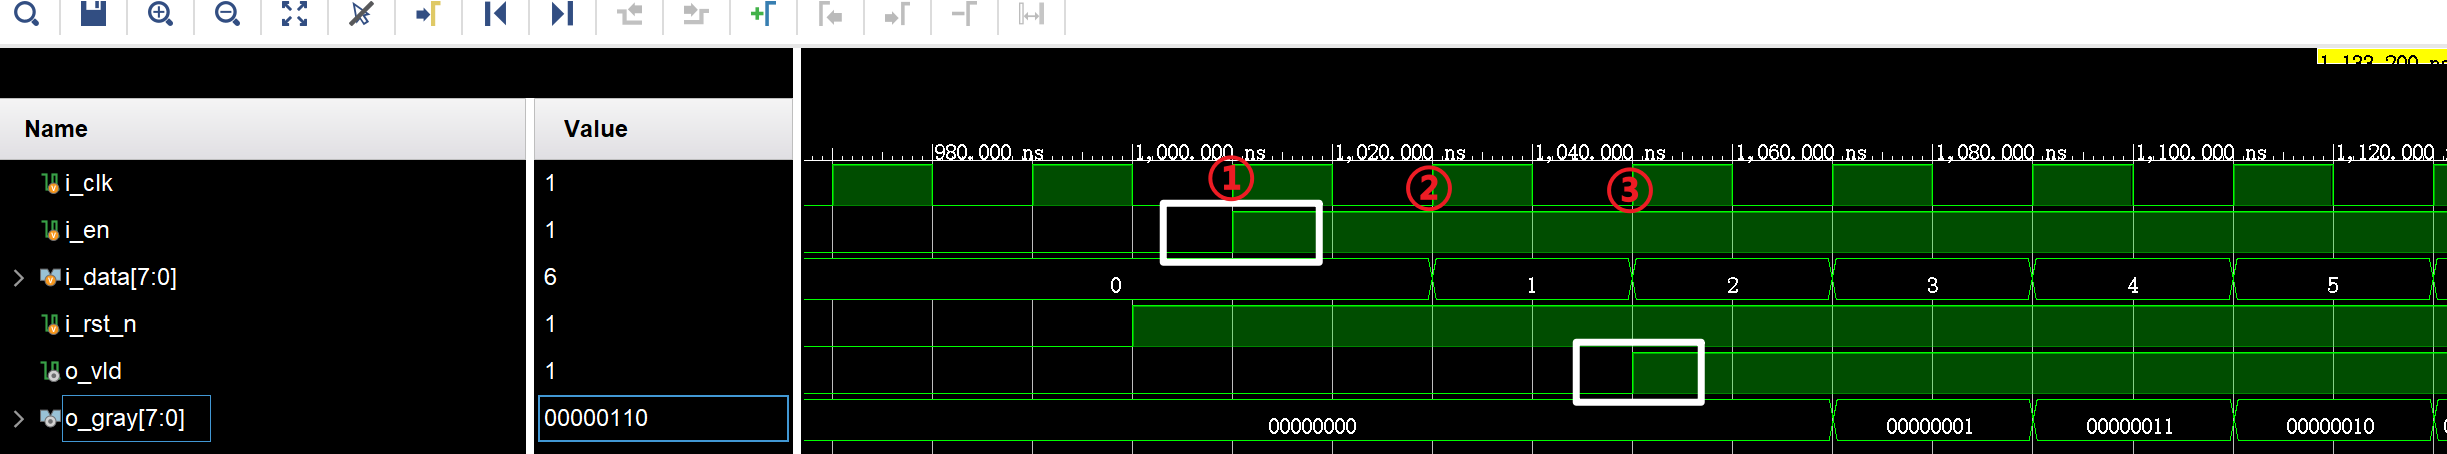 1,133.200 ns
Name Value
980.000 ns 1,000.000 ns 1,020.000 ns 1,040.000 ns 1,060.000 ns 1,080.000 ns 1,100.000 ns 1,120.000
① ② ③
i_clk 1
i_en 1
i_data[7:0] 6 0 1 2 3 4 5
i_rst_n 1
o_vld 1
o_gray[7:0] 00000110 00000000 00000001 00000011 00000010